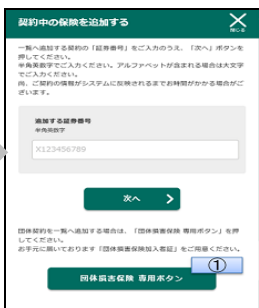 契約中の保険を追加する
閉じる
一覧へ追加する契約の「証券番号」をご入力のうえ、「次へ」ボタンを
押してください。
半角英数字でご入力ください。アルファベットが含まれる場合は大文字
でご入力ください。
尚、ご契約の情報がシステムに反映されるまでお時間がかかる場合がご
ざいます。
追加する証券番号
半角英数字
X123456789
次へ
団体契約を一覧へ追加する場合は、「団体損害保険 専用ボタン」を押
してください。
お手元に届いております「団体損害保険加入者証」をご用意ください。
①
団体損害保険 専用ボタン